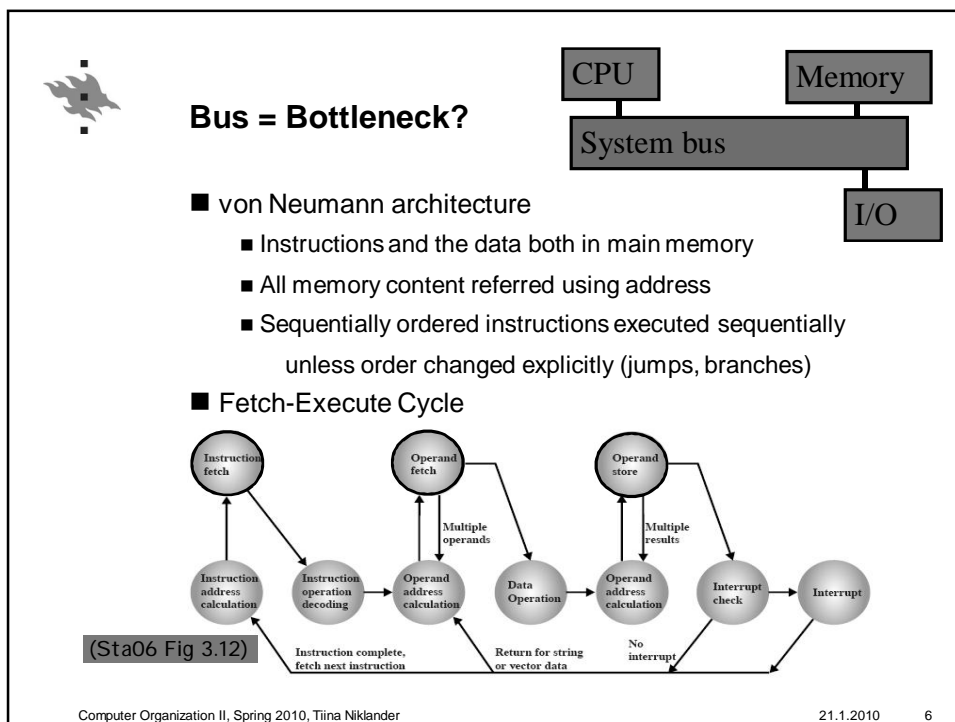 CPU
Memory
Bus = Bottleneck?
System bus
I/O
von Neumann architecture
Instructions and the data both in main memory
All memory content referred using address
Sequentially ordered instructions executed sequentially
unless order changed explicitly (jumps, branches)
Fetch-Execute Cycle
Instruction
fetch
Operand
fetch
Operand
store
Multiple
operands
Multiple
results
Instruction
address
calculation
Instruction
operation
decoding
Operand
address
calculation
Data
Operation
Operand
address
calculation
Interrupt
check
Interrupt
(Sta06 Fig 3.12)
Instruction complete,
fetch next instruction
Return for string
or vector data
No
interrupt
Computer Organization II, Spring 2010, Tiina Niklander
21.1.2010
6